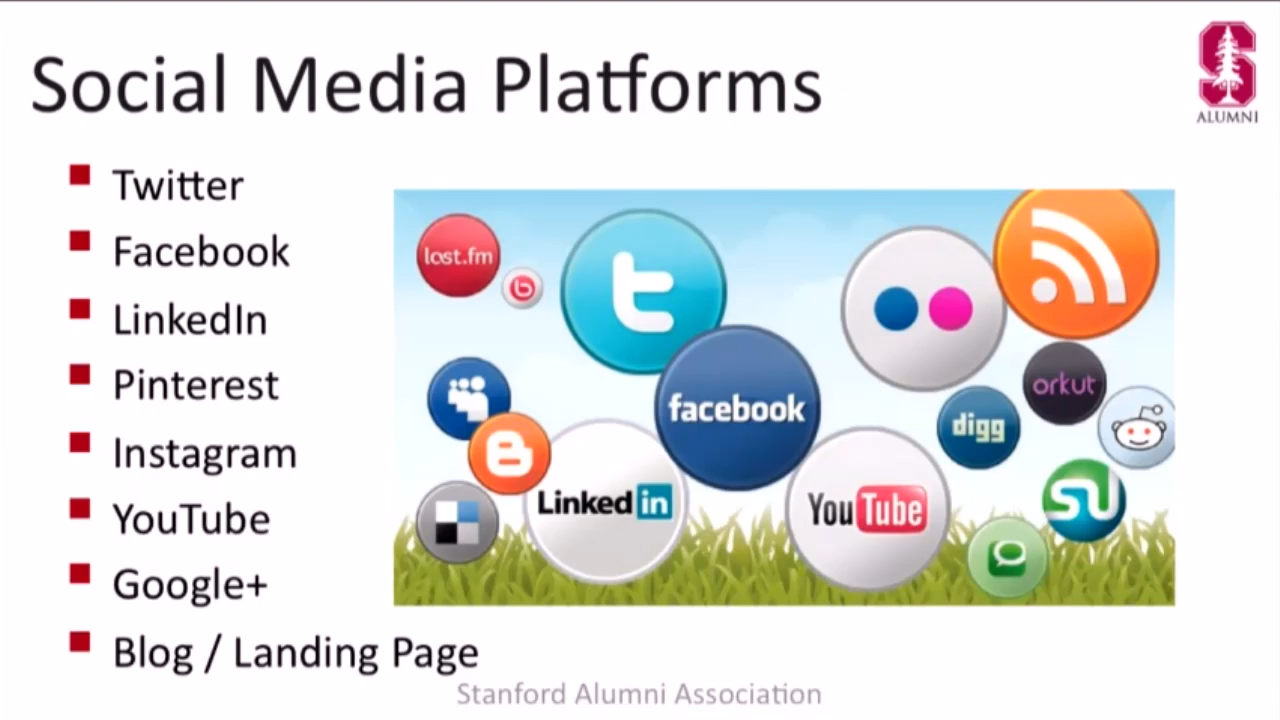 Social Media Platforms
ALUMNI
Twitter
Facebook
LinkedIn
Pinterest
Instagram
YouTube
Google+
Blog / Landing Page
lost.fm
facebook
orkut
digg
Linked in
YouTube
Stanford Alumni Association